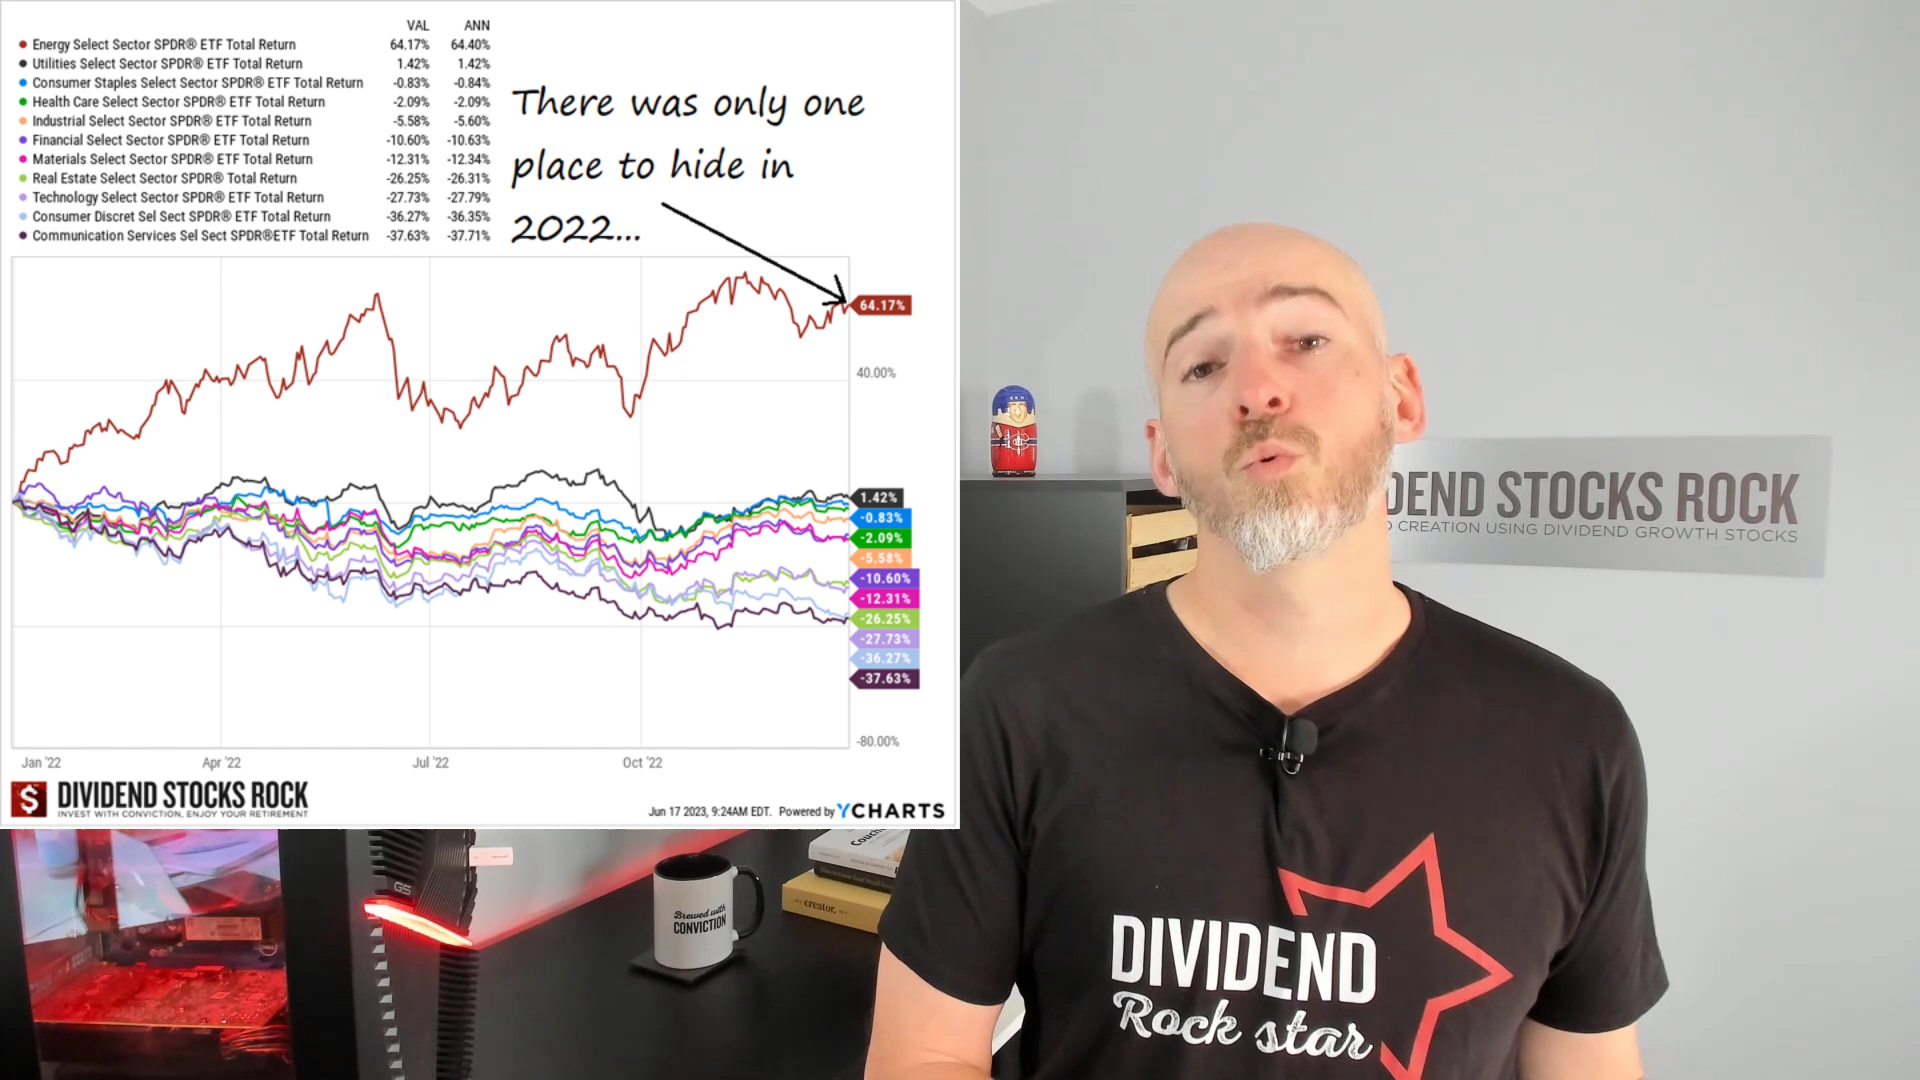 VAL ANN
Energy Select Sector SPDR® ETF Total Return 64.17% 64.40%
Utilities Select Sector SPDR® ETF Total Return 1.42% 1.42%
Consumer Staples Select Sector SPDR® ETF Total Return -0.83% -0.84%
Health Care Select Sector SPDR® ETF Total Return -2.09% -2.09%
Industrial Select Sector SPDR® ETF Total Return -5.58% -5.60%
Financial Select Sector SPDR® ETF Total Return -10.60% -10.63%
Materials Select Sector SPDR® ETF Total Return -12.31% -12.34%
Real Estate Select Sector SPDR® ETF Total Return -26.25% -26.31%
Technology Select Sector SPDR® ETF Total Return -27.73% -27.79%
Consumer Discret Sel Sect SPDR® ETF Total Return -36.27% -36.35%
Communication Services Sel Sect SPDR®ETF Total Return -37.63% -37.71%
There was only one
place to hide in
2022...
64.17%
40.00%
1.42%
-0.83%
-2.09%
-5.58%
-10.60%
-12.31%
-26.25%
-27.73%
-36.27%
-37.63%
-80.00%
Jan '22 Apr '22 Jul '22 Oct '22
$ DIVIDEND STOCKS ROCK
INVEST WITH CONVICTION, ENJOY YOUR RETIREMENT
Jun 17 2023, 9:24AM EDT. Powered by YCHARTS
DEND STOCKS ROCK
CREATION USING DIVIDEND GROWTH STOCKS
DIVIDEND
Rock star
GS
Brewed with
CONVICTION
creator.